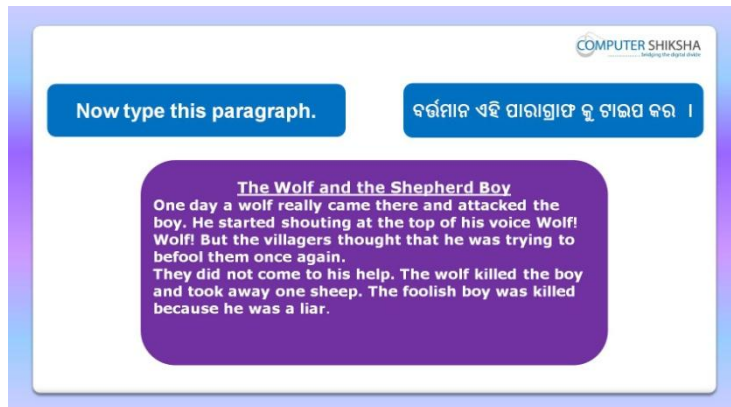 COMPUTER SHIKSHA
bridging the digital divide
Now type this paragraph.
ବର୍ତ୍ତମାନ ଏହି ପାରାଗ୍ରାଫ କୁ ଟାଇପ କର ।
The Wolf and the Shepherd Boy
One day a wolf really came there and attacked the
boy. He started shouting at the top of his voice Wolf!
Wolf! But the villagers thought that he was trying to
befool them once again.
They did not come to his help. The wolf killed the boy
and took away one sheep. The foolish boy was killed
because he was a liar.